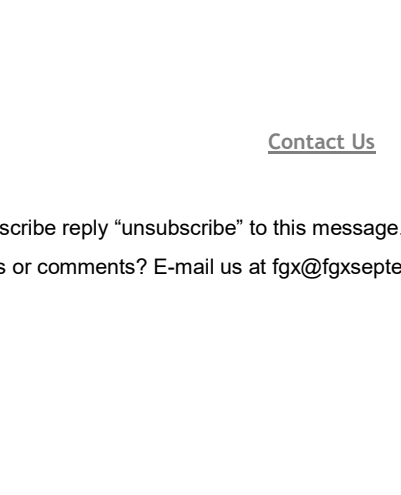 Contact Us
scribe reply “unsubscribe” to this message.
s or comments? E-mail us at fgx@fgxsepte